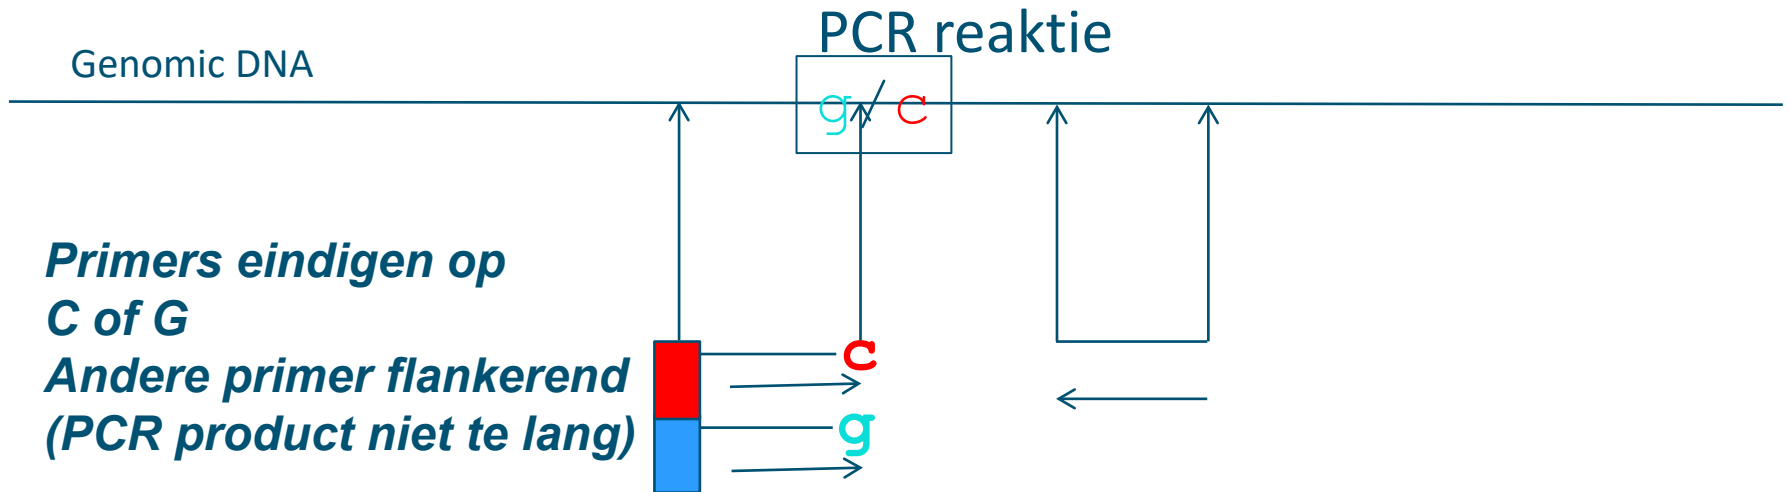 PCR reaktie
Genomic DNA
g/c
Primers eindigen op
C of G
Andere primer flankerend
(PCR product niet te lang)
c
g